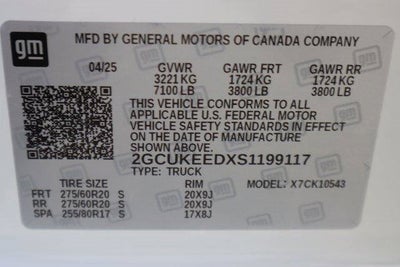 gm
MFD BY GENERAL MOTORS OF CANADA COMPANY
04/25 GVWR GAWR FRT GAWR RR
3221 KG 1724 KG 1724 KG
7100 LB 3800 LB 3800 LB
THIS VEHICLE CONFORMS TO ALL
APPLICABLE U.S. FEDERAL MOTOR
VEHICLE SAFETY AND THEFT
PREVENTION STANDARDS IN EFFECT
ON THE DATE OF MANUFACTURE
SHOWN ABOVE.
2GCUKEEDXS1199117
TYPE: TRUCK
TIRE SIZE RIM MODEL: X7CK10543
FRT 275/60R20 S 20X9J
RR 275/60R20 S 20X9J
SPA 255/80R17 S 17X8J